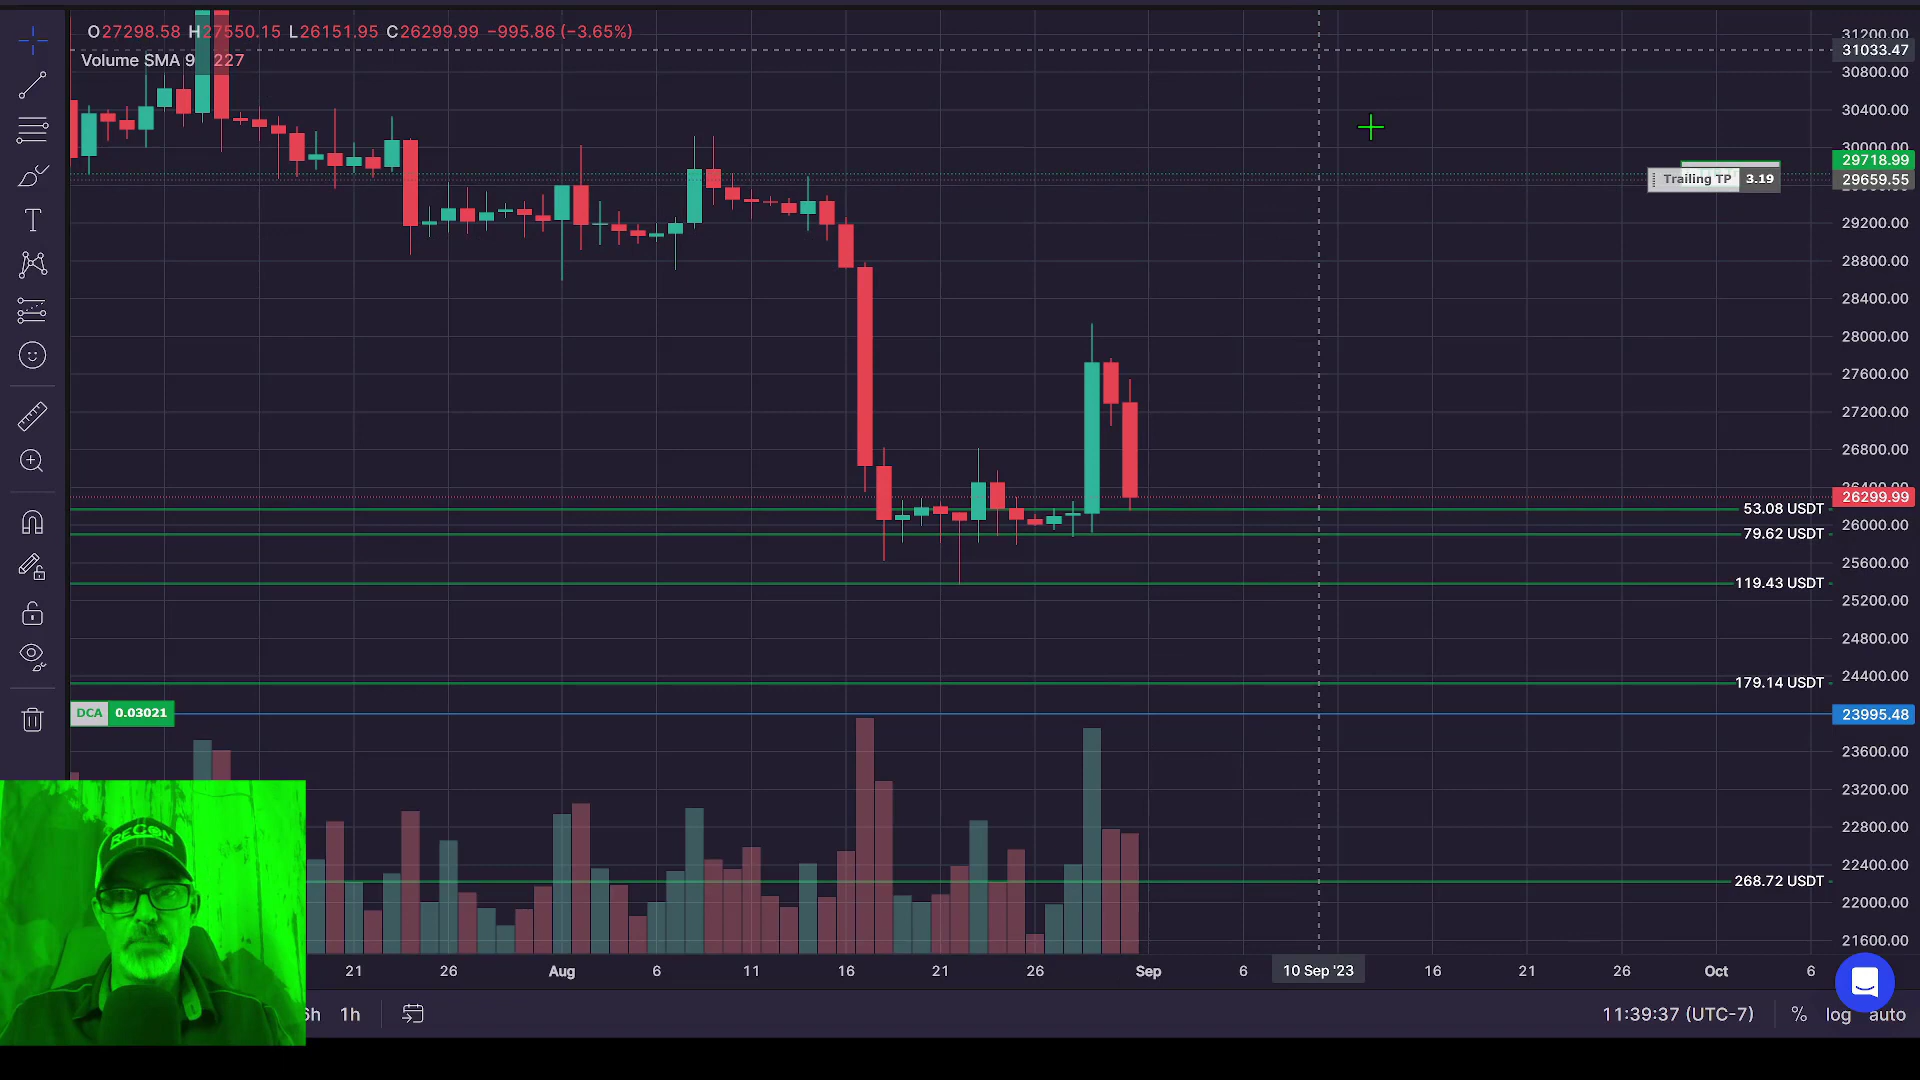 O27298.58 H27550.15 L26151.95 C26299.99 −995.86 (−3.65%)
Volume SMA 9 227
31200.00
31033.47
30800.00
30400.00
30000.00
29718.99
Trailing TP 3.19
29659.55
29200.00
28800.00
28400.00
28000.00
27600.00
27200.00
26800.00
26400.00
26299.99
53.08 USDT
26000.00
79.62 USDT
25600.00
119.43 USDT
25200.00
24800.00
24400.00
179.14 USDT
DCA 0.03021
23995.48
23600.00
23200.00
22800.00
22400.00
268.72 USDT
22000.00
21600.00
RECON
21 26 Aug 6 11 16 21 26 Sep 6 10 Sep '23 16 21 26 Oct 6
1h
11:39:37 (UTC-7) % log auto